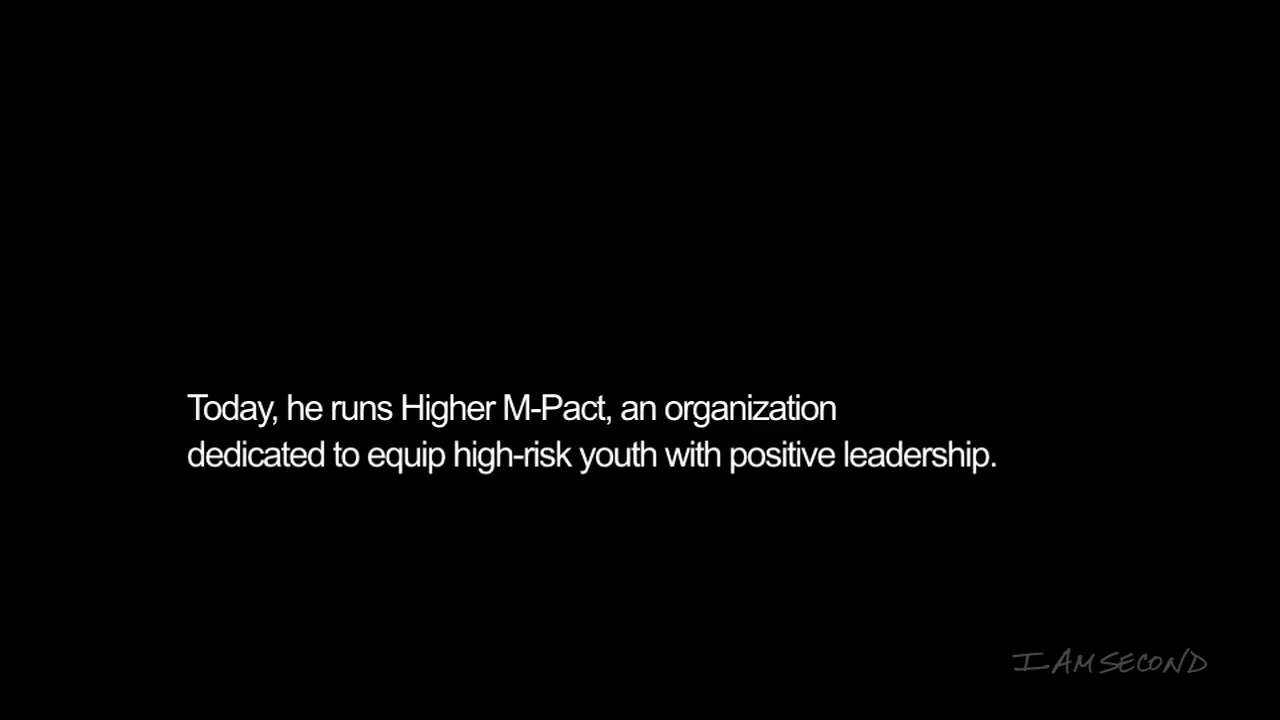 Today, he runs Higher M-Pact, an organization
dedicated to equip high-risk youth with positive leadership.
I AM SECOND